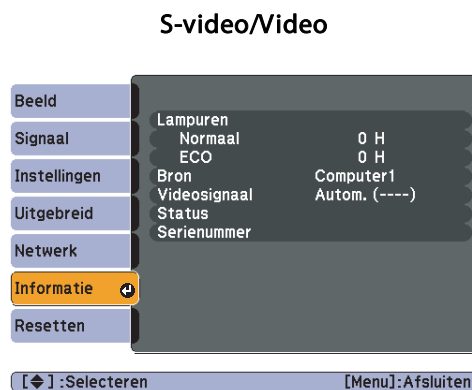 S-video/Video
Beeld
Signaal
Instellingen
Uitgebreid
Netwerk
Informatie
Resetten
Lampuren
Normaal 0 H
ECO 0 H
Bron Computer1
Videosignaal Autom. (----)
Status
Serienummer
[◆] :Selecteren [Menu]:Afsluiten